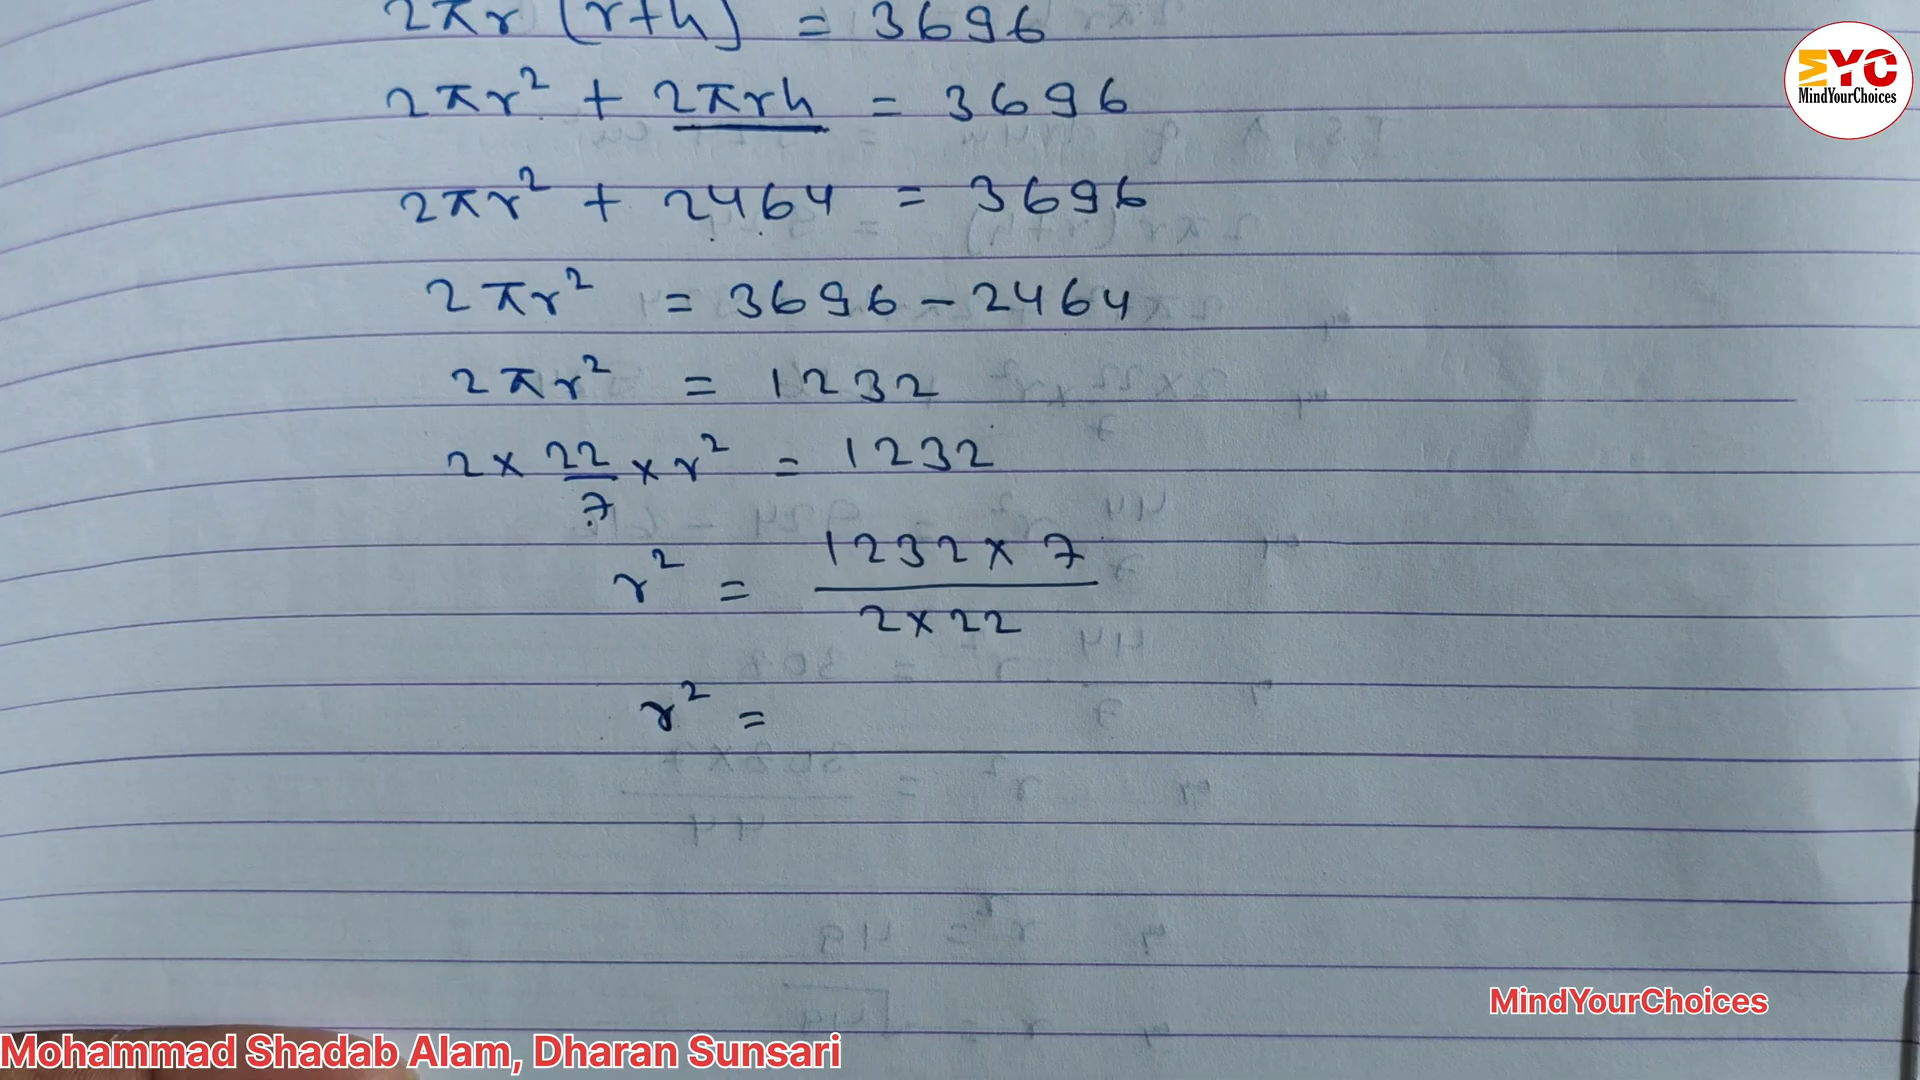 2πr (r+h) = 3696
MYC
MindYourChoices
2πr² + 2πrh = 3696
2πr² + 2464 = 3696
2πr² = 3696 - 2464
2πr² = 1232
2 × 22/7 × r² = 1232
r² = 1232 × 7 / 2 × 22
r² =
MindYourChoices
Mohammad Shadab Alam, Dharan Sunsari